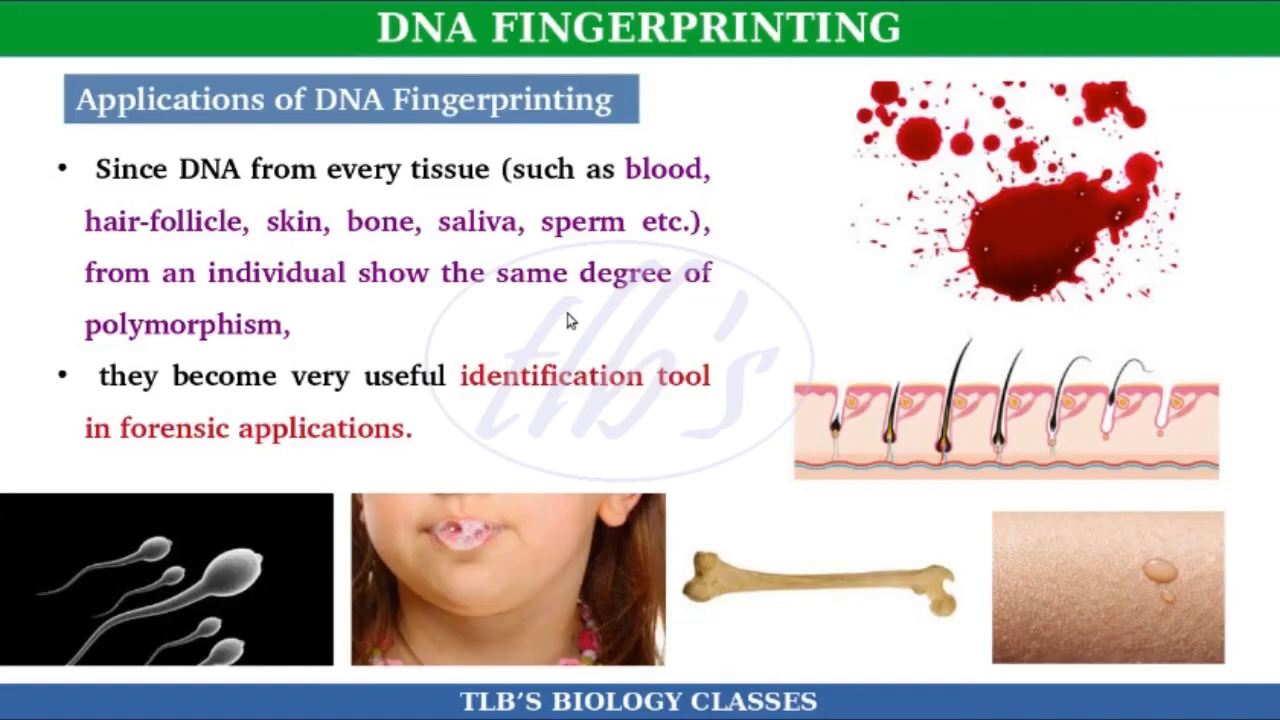 DNA FINGERPRINTING
Applications of DNA Fingerprinting
• Since DNA from every tissue (such as blood,
hair-follicle, skin, bone, saliva, sperm etc.),
from an individual show the same degree of
polymorphism,
• they become very useful identification tool
in forensic applications.
tlb's
TLB’S BIOLOGY CLASSES